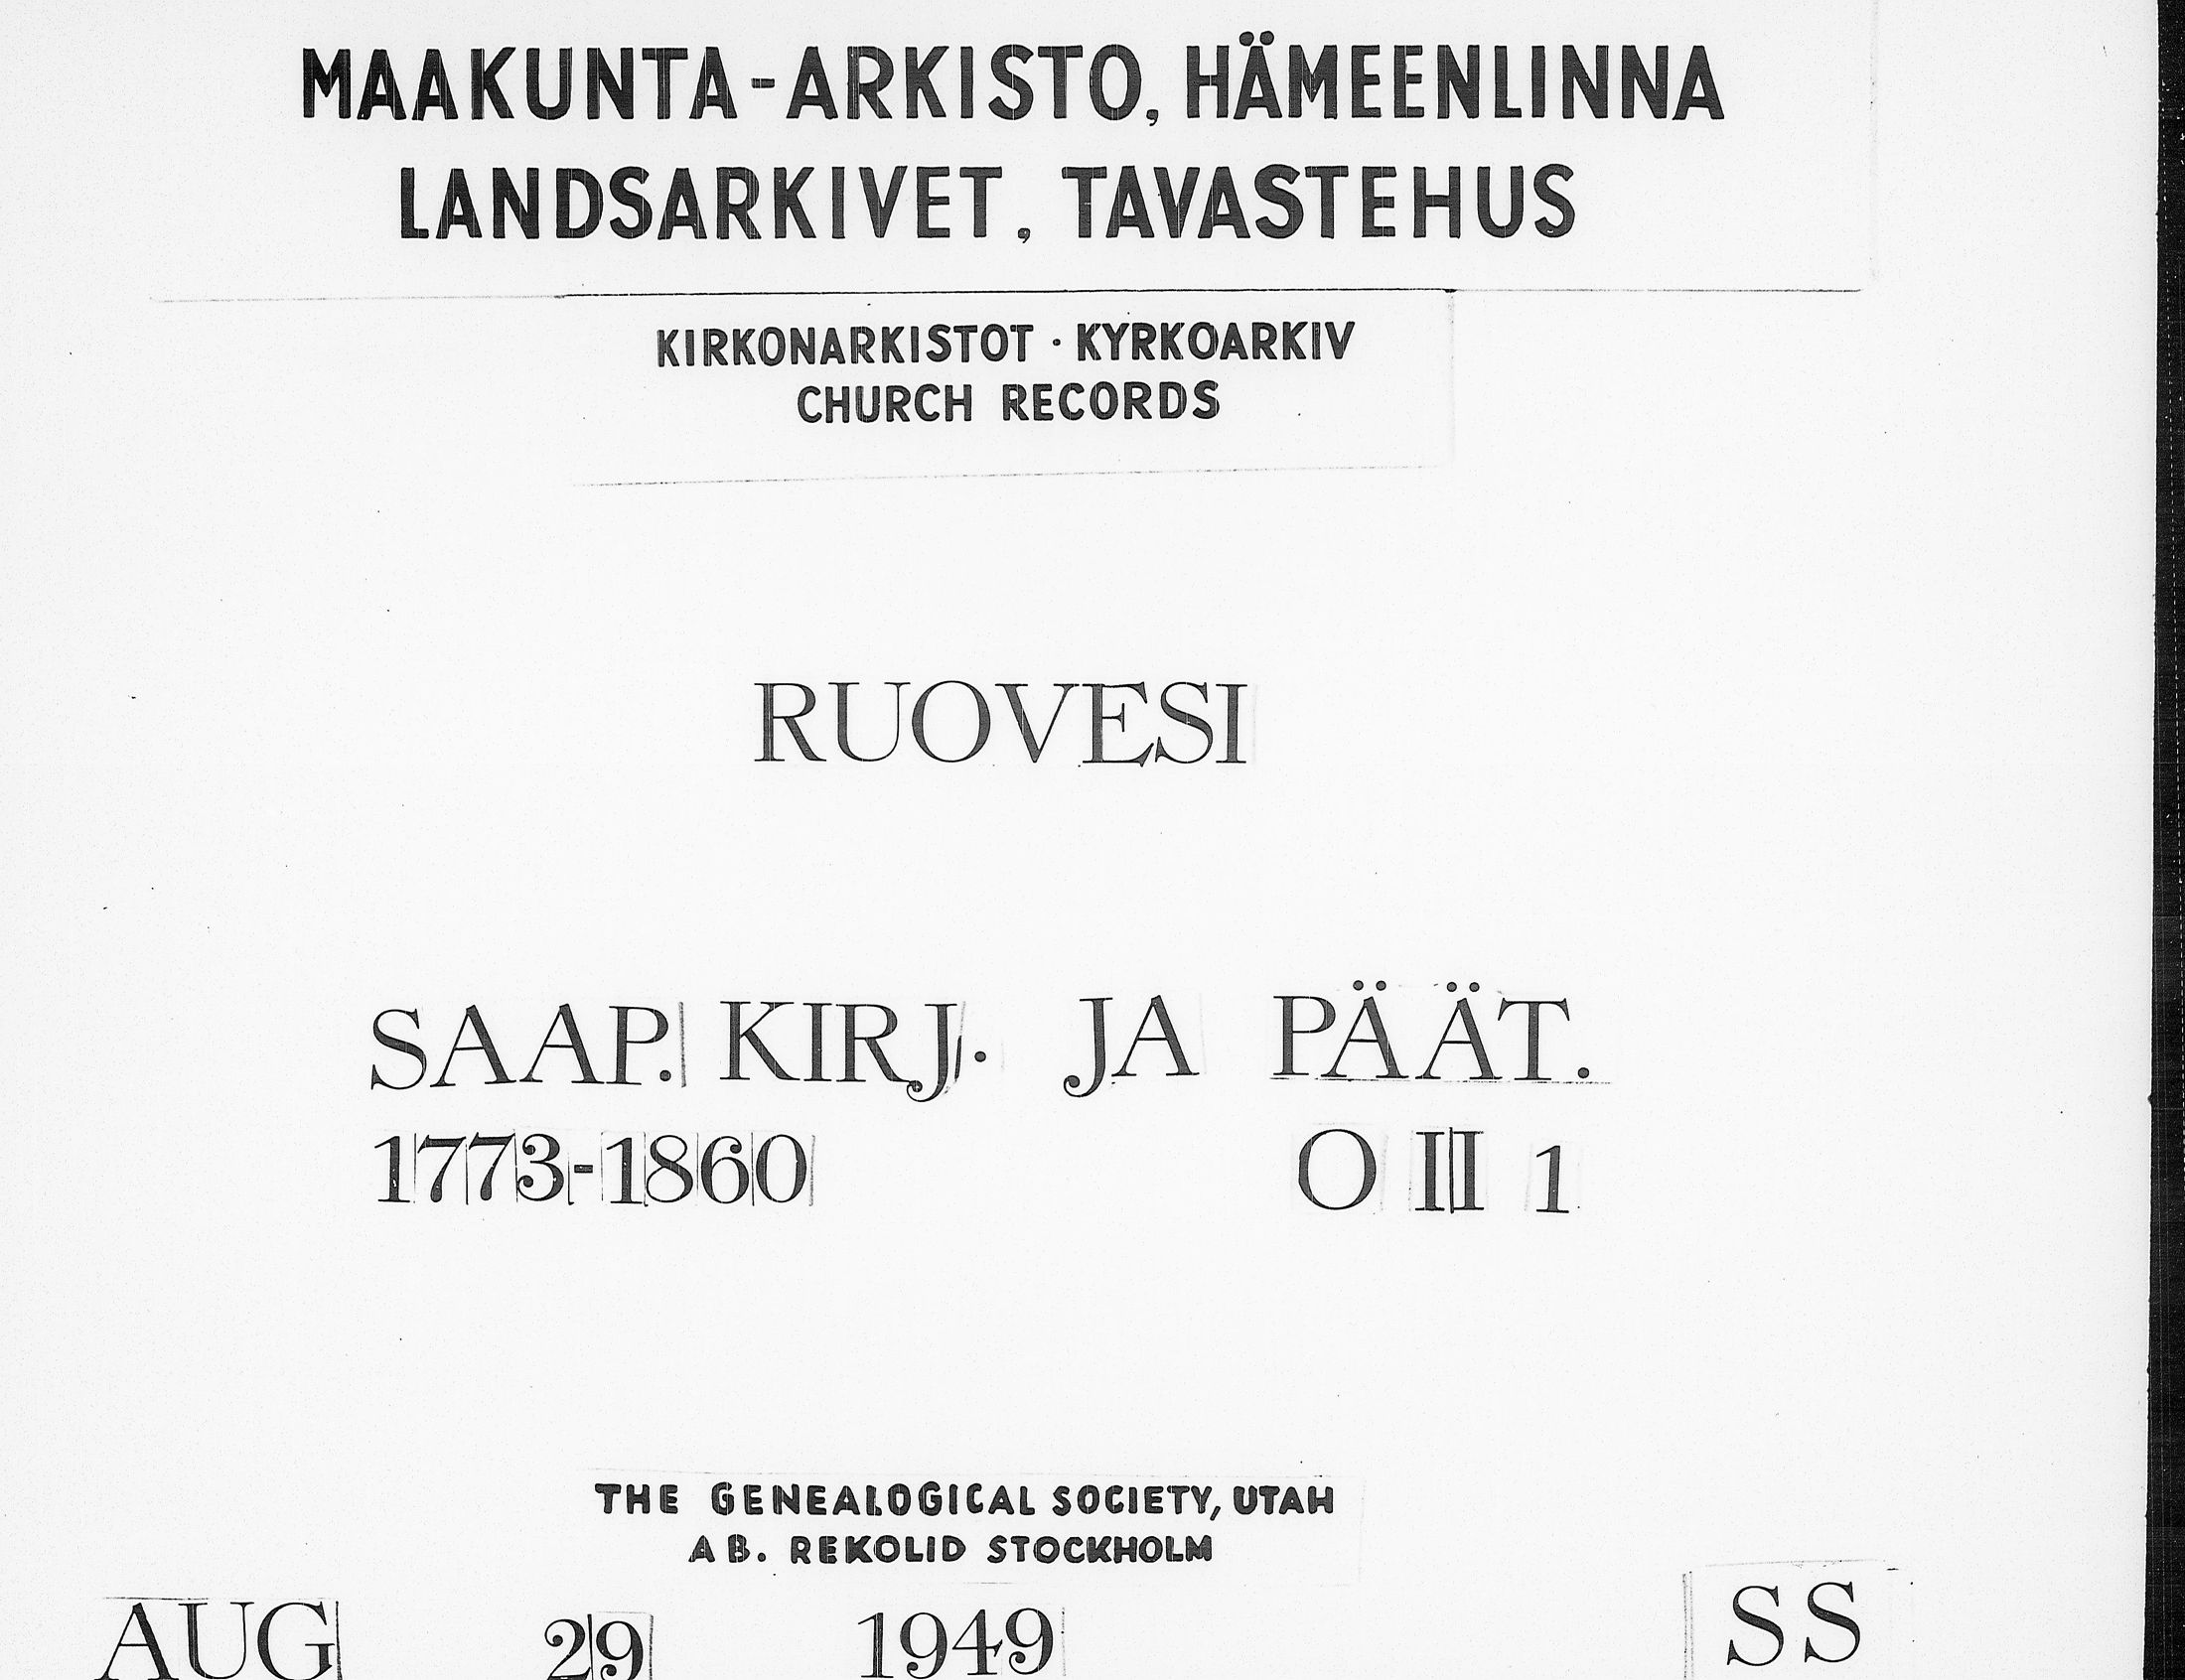 MAAKUNTA-ARKISTO, HÄMEENLINNA
LANDSARKIVET, TAVASTEHUS
KIRKONARKISTOT · KYRKOARKIV
CHURCH RECORDS
RUOVESI
SAAP. KIRJ. JA PÄÄT.
1773-1860 O II 1
THE GENEALOGICAL SOCIETY, UTAH
AB. REKOLID STOCKHOLM
AUG 29 1949 SS